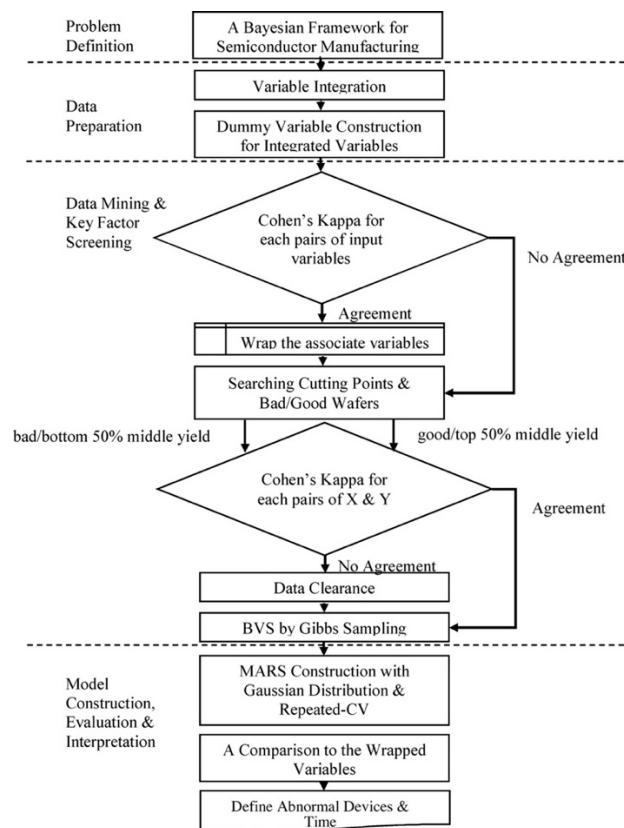 Problem
Definition
A Bayesian Framework for
Semiconductor Manufacturing
Variable Integration
Data
Preparation
Dummy Variable Construction
for Integrated Variables
Data Mining &
Key Factor
Screening
Cohen's Kappa for
each pairs of input
variables
No Agreement
Agreement
Wrap the associate variables
Searching Cutting Points &
Bad/Good Wafers
bad/bottom 50% middle yield
good/top 50% middle yield
Cohen's Kappa for
each pairs of X & Y
Agreement
No Agreement
Data Clearance
BVS by Gibbs Sampling
Model
Construction,
Evaluation &
Interpretation
MARS Construction with
Gaussian Distribution &
Repeated-CV
A Comparison to the Wrapped
Variables
Define Abnormal Devices &
Time